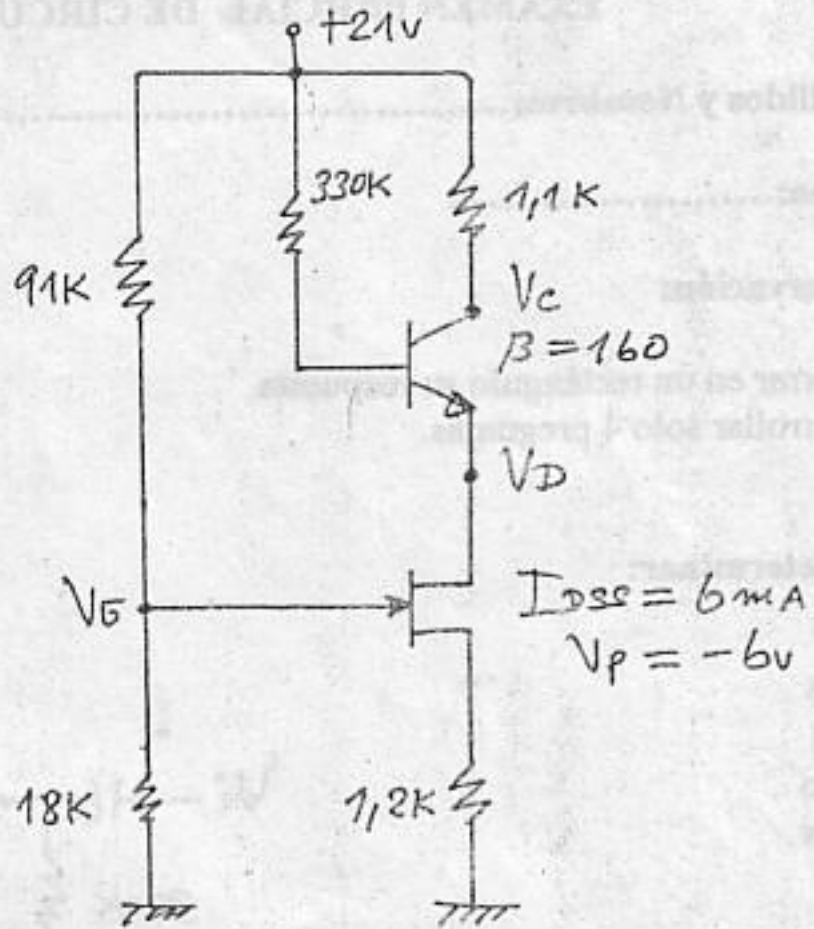 +21v
330K
1,1K
91K
VC
β=160
VD
VG
IDSS = 6mA
Vp = -6v
18K
1,2K